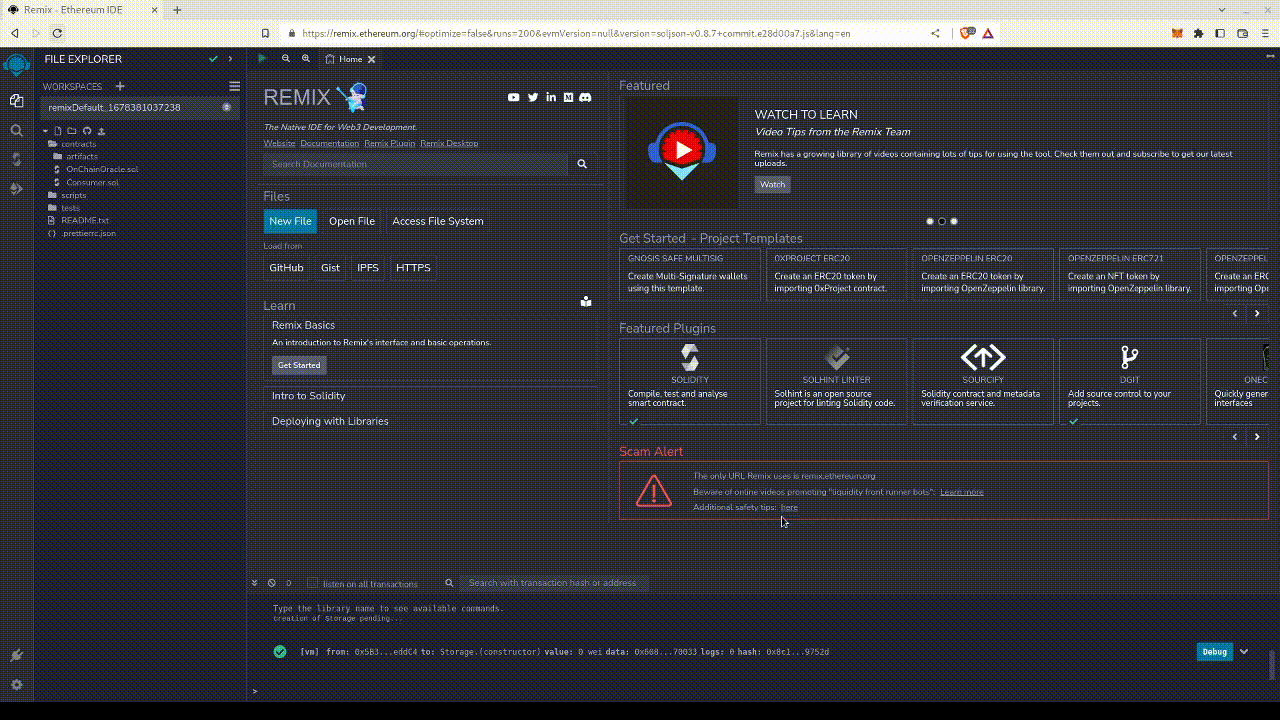 Remix - Ethereum IDE
https://remix.ethereum.org/#optimize=false&runs=200&evmVersion=null&version=soljson-v0.8.7+commit.e28d00a7.js&lang=en
FILE EXPLORER
WORKSPACES
remixDefault_1678381037238
contracts
artifacts
OnChainOracle.sol
Consumer.sol
scripts
tests
README.txt
.prettierrc.json
Home
REMIX
The Native IDE for Web3 Development.
Website Documentation Remix Plugin Remix Desktop
Search Documentation
Files
New File Open File Access File System
Load from
GitHub Gist IPFS HTTPS
Learn
Remix Basics
An introduction to Remix's interface and basic operations.
Get Started
Intro to Solidity
Deploying with Libraries
Featured
WATCH TO LEARN
Video Tips from the Remix Team
Remix has a growing library of videos containing lots of tips for using the tool. Check them out and subscribe to get our latest
uploads.
Watch
Get Started - Project Templates
GNOSIS SAFE MULTISIG
Create Multi-Signature wallets
using this template.
0XPROJECT ERC20
Create an ERC20 token by
importing 0xProject contract.
OPENZEPPELIN ERC20
Create an ERC20 token by
importing OpenZeppelin library.
OPENZEPPELIN ERC721
Create an NFT token by
importing OpenZeppelin library.
OPENZEPPEL
Create an ERC
importing Ope
Featured Plugins
SOLIDITY
Compile, test and analyse
smart contract.
SOLHINT LINTER
Solhint is an open source
project for linting Solidity code.
SOURCIFY
Solidity contract and metadata
verification service.
DGIT
Add source control to your
projects.
ONEC
Quickly gener
interfaces
Scam Alert
The only URL Remix uses is remix.ethereum.org
Beware of online videos promoting "liquidity front runner bots": Learn more
Additional safety tips: here
0 listen on all transactions Search with transaction hash or address
Type the library name to see available commands.
creation of Storage pending...
[vm] from: 0x5B3...eddC4 to: Storage.(constructor) value: 0 wei data: 0x608...70033 logs: 0 hash: 0x0c1...9752d
Debug
>